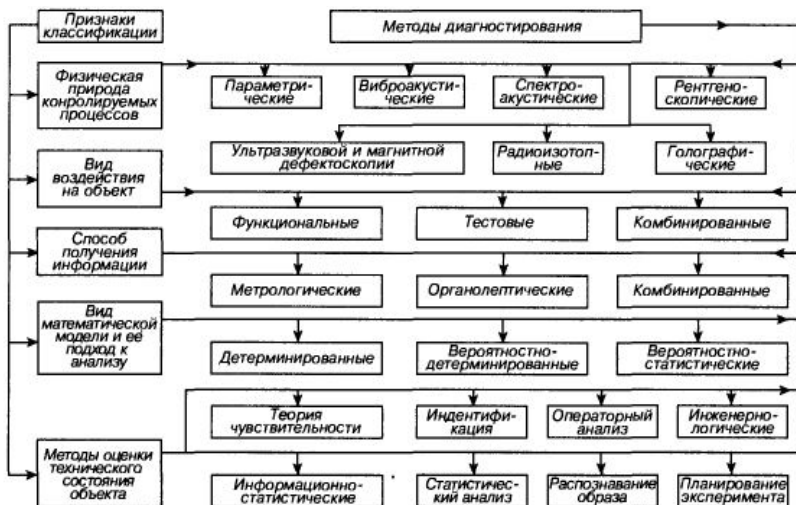 Признаки
классификации
Методы диагностирования
Физическая
природа
конролируемых
процессов
Параметри-
ческие
Виброакусти-
ческие
Спектро-
акустические
Рентгено-
скопические
Ультразвуковой и магнитной
дефектоскопии
Радиоизотоп-
ные
Голографи-
ческие
Вид
воздействия
на объект
Функциональные
Тестовые
Комбинированные
Способ
получения
информации
Метрологические
Органолептические
Комбинированные
Вид
математической
модели и её
подход к
анализу
Детерминированные
Вероятностно-
детерминированные
Вероятностно-
статистические
Теория
чувствительности
Индентифи-
кация
Операторный
анализ
Инженерно-
логические
Методы оценки
технического
состояния
объекта
Информационно-
статистические
Статистичес-
кий анализ
Распознавание
образа
Планирование
эксперимента